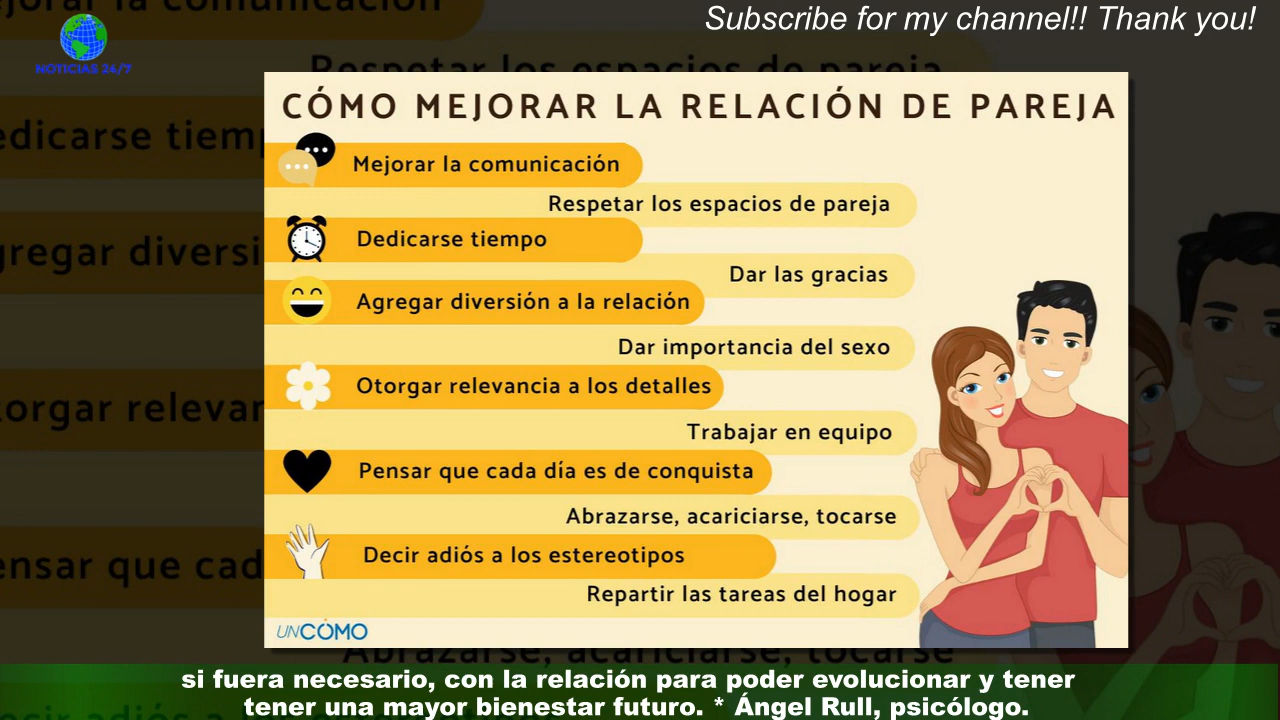 Subscribe for my channel!! Thank you!
NOTICIAS 24/7
CÓMO MEJORAR LA RELACIÓN DE PAREJA
Mejorar la comunicación
Respetar los espacios de pareja
Dedicarse tiempo
Dar las gracias
Agregar diversión a la relación
Dar importancia del sexo
Otorgar relevancia a los detalles
Trabajar en equipo
Pensar que cada día es de conquista
Abrazarse, acariciarse, tocarse
Decir adiós a los estereotipos
Repartir las tareas del hogar
UNCOMO
si fuera necesario, con la relación para poder evolucionar y tener
tener una mayor bienestar futuro. * Ángel Rull, psicólogo.